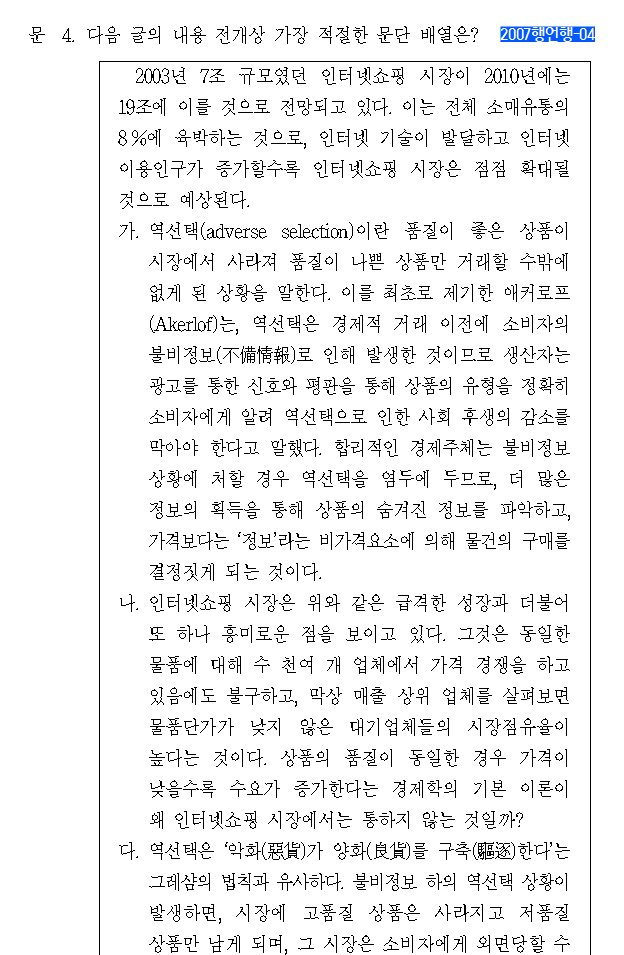 문 4. 다음 글의 내용 전개상 가장 적절한 문단 배열은? 2007행언행-04
2003년 7조 규모였던 인터넷쇼핑 시장이 2010년에는
19조에 이를 것으로 전망되고 있다. 이는 전체 소매유통의
8%에 육박하는 것으로, 인터넷 기술이 발달하고 인터넷
이용인구가 증가할수록 인터넷쇼핑 시장은 점점 확대될
것으로 예상된다.
가. 역선택(adverse selection)이란 품질이 좋은 상품이
시장에서 사라져 품질이 나쁜 상품만 거래할 수밖에
없게 된 상황을 말한다. 이를 최초로 제기한 애커로프
(Akerlof)는, 역선택은 경제적 거래 이전에 소비자의
불비정보(不備情報)로 인해 발생한 것이므로 생산자는
광고를 통한 신호와 평판을 통해 상품의 유형을 정확히
소비자에게 알려 역선택으로 인한 사회 후생의 감소를
막아야 한다고 말했다. 합리적인 경제주체는 불비정보
상황에 처할 경우 역선택을 염두에 두므로, 더 많은
정보의 획득을 통해 상품의 숨겨진 정보를 파악하고,
가격보다는 ‘정보’라는 비가격요소에 의해 물건의 구매를
결정짓게 되는 것이다.
나. 인터넷쇼핑 시장은 위와 같은 급격한 성장과 더불어
또 하나 흥미로운 점을 보이고 있다. 그것은 동일한
물품에 대해 수 천여 개 업체에서 가격 경쟁을 하고
있음에도 불구하고, 막상 매출 상위 업체를 살펴보면
물품단가가 낮지 않은 대기업체들의 시장점유율이
높다는 것이다. 상품의 품질이 동일한 경우 가격이
낮을수록 수요가 증가한다는 경제학의 기본 이론이
왜 인터넷쇼핑 시장에서는 통하지 않는 것일까?
다. 역선택은 ‘악화(惡貨)가 양화(良貨)를 구축(驅逐)한다’는
그레샴의 법칙과 유사하다. 불비정보 하의 역선택 상황이
발생하면, 시장에 고품질 상품은 사라지고 저품질
상품만 남게 되며, 그 시장은 소비자에게 외면당할 수